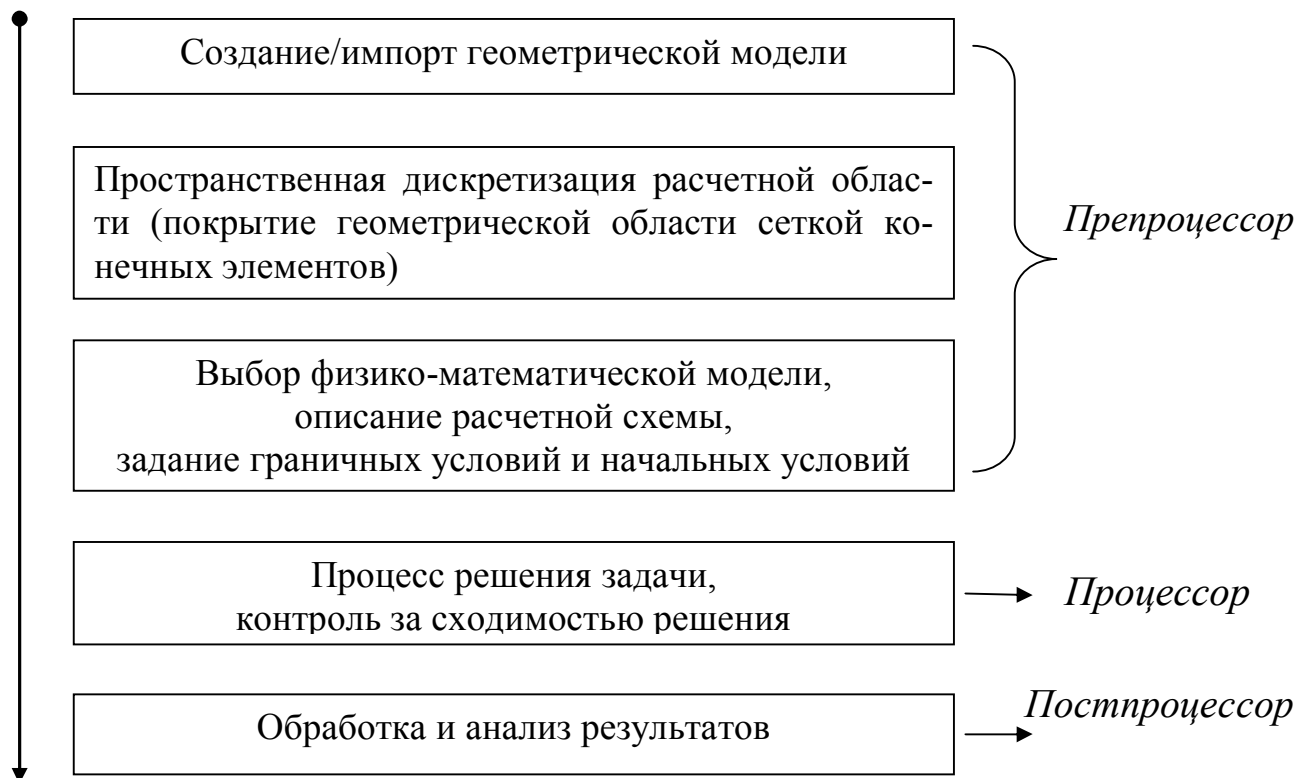 Создание/импорт геометрической модели
Пространственная дискретизация расчетной облас-
ти (покрытие геометрической области сеткой ко-
нечных элементов)
Препроцессор
Выбор физико-математической модели,
описание расчетной схемы,
задание граничных условий и начальных условий
Процесс решения задачи,
контроль за сходимостью решения
Процессор
Обработка и анализ результатов
Постпроцессор